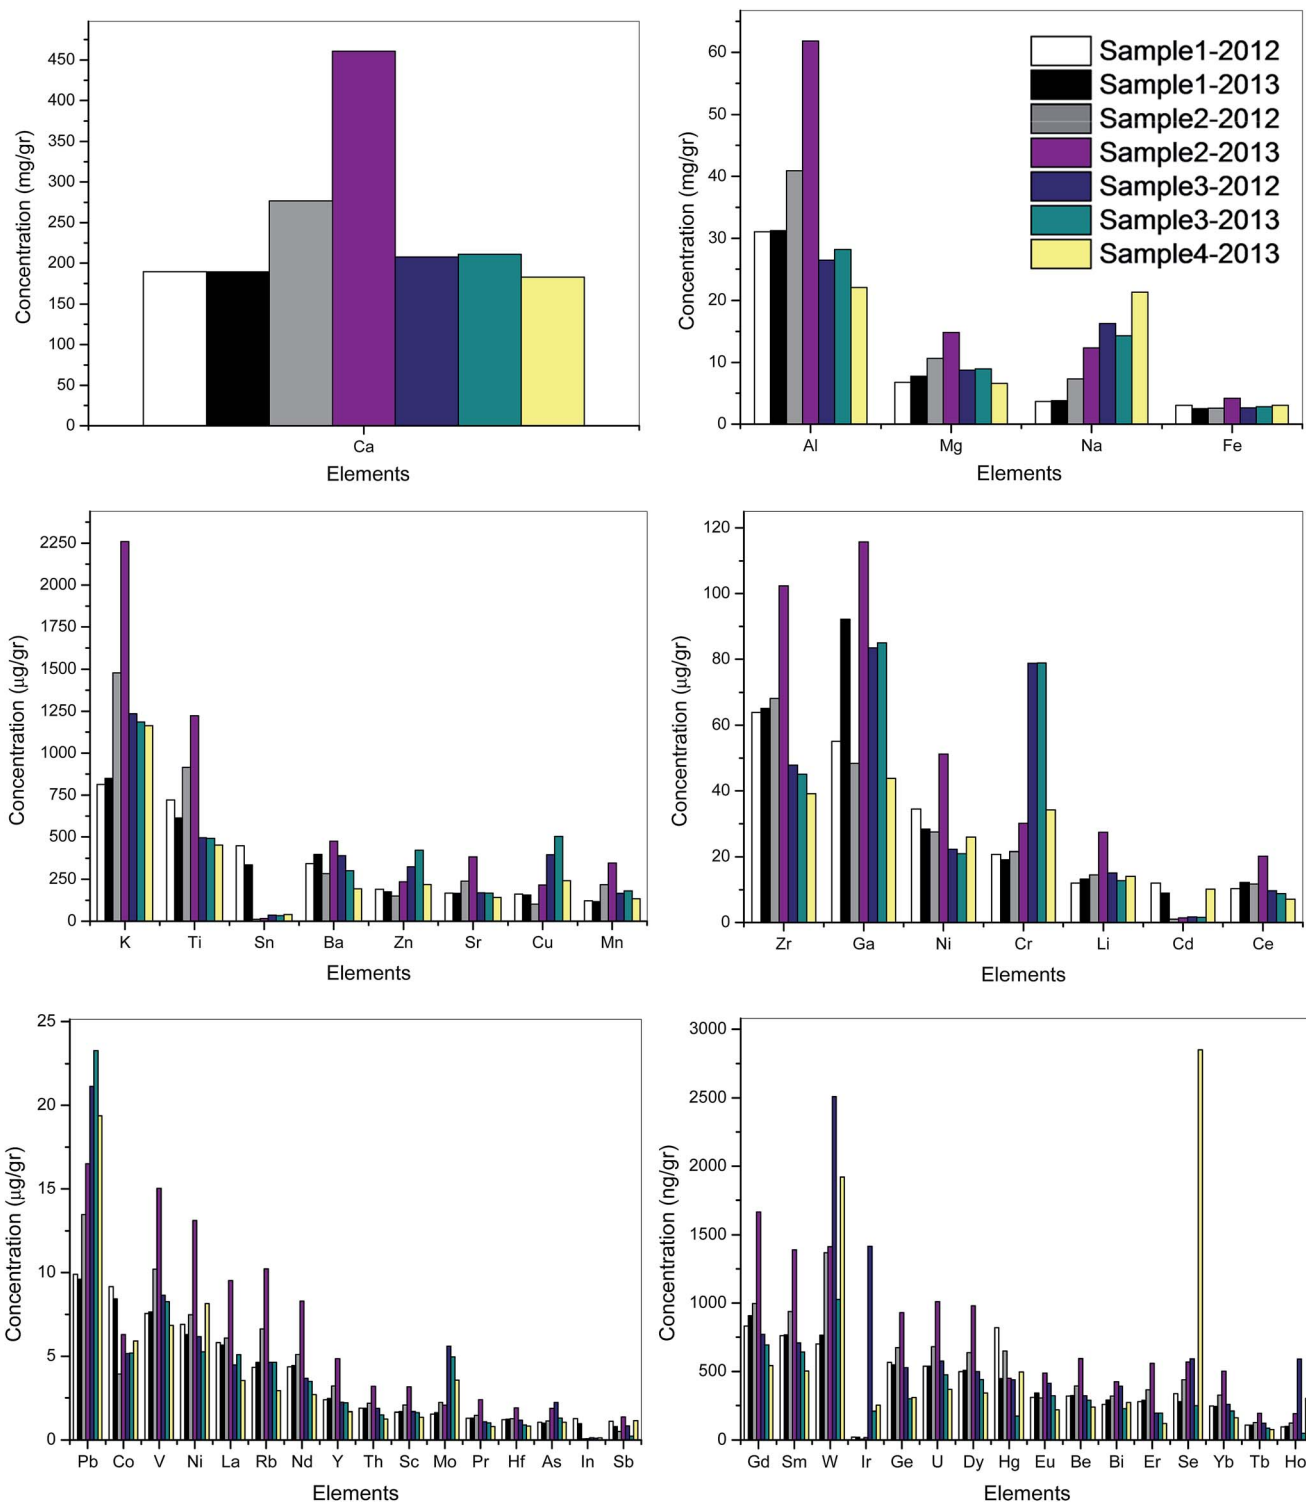 Concentration (mg/gr)
450
400
350
300
250
200
150
100
50
0
Ca
Elements
Concentration (mg/gr)
60
50
40
30
20
10
0
Al Mg Na Fe
Elements
Sample1-2012
Sample1-2013
Sample2-2012
Sample2-2013
Sample3-2012
Sample3-2013
Sample4-2013
Concentration (μg/gr)
2250
2000
1750
1500
1250
1000
750
500
250
0
K Ti Sn Ba Zn Sr Cu Mn
Elements
Concentration (μg/gr)
120
100
80
60
40
20
0
Zr Ga Ni Cr Li Cd Ce
Elements
Concentration (μg/gr)
25
20
15
10
5
0
Pb Co V Ni La Rb Nd Y Th Sc Mo Pr Hf As In Sb
Elements
Concentration (ng/gr)
3000
2500
2000
1500
1000
500
0
Gd Sm W Ir Ge U Dy Hg Eu Be Bi Er Se Yb Tb Ho
Elements